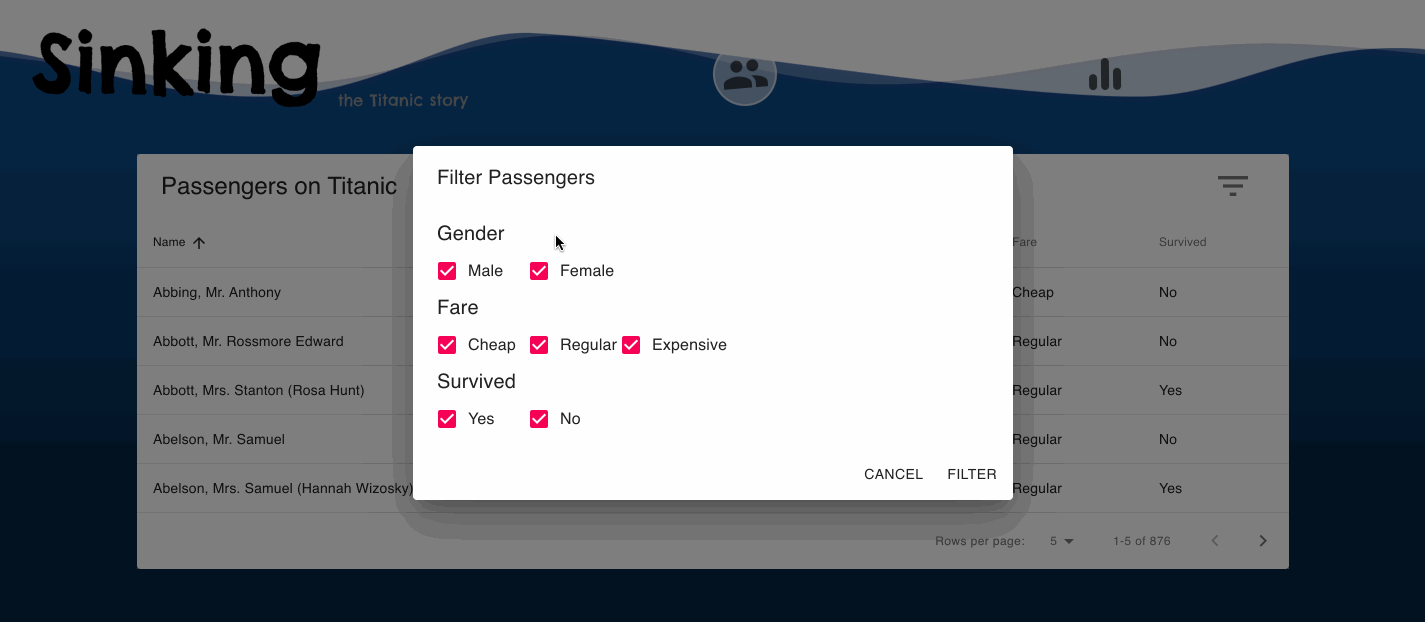 Sinking
the Titanic story
Passengers on Titanic
Filter Passengers
Gender
Male Female
Fare
Cheap Regular Expensive
Survived
Yes No
CANCEL FILTER
Name Fare Survived
Abbing, Mr. Anthony Cheap No
Abbott, Mr. Rossmore Edward Regular No
Abbott, Mrs. Stanton (Rosa Hunt) Regular Yes
Abelson, Mr. Samuel Regular No
Abelson, Mrs. Samuel (Hannah Wizosky) Regular Yes
Rows per page: 5 1-5 of 876